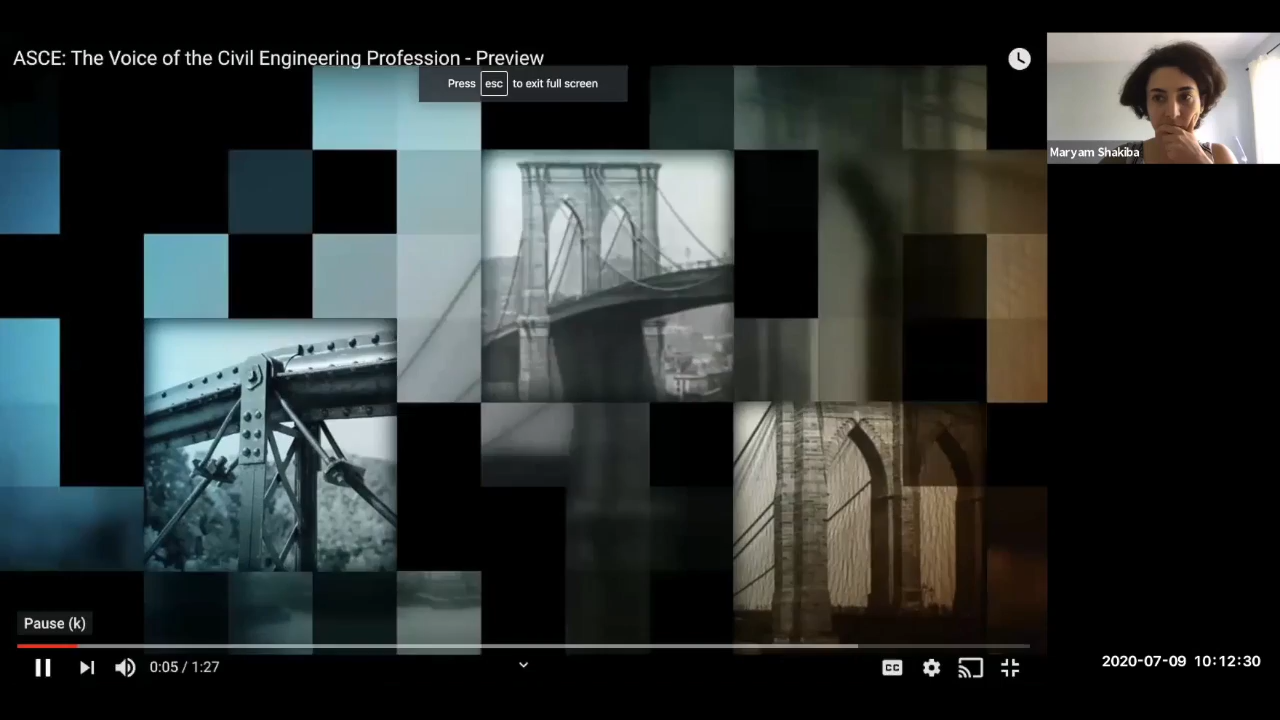 ASCE: The Voice of the Civil Engineering Profession - Preview
Press esc to exit full screen
Maryam Shakiba
Pause (k)
0:05 / 1:27
CC
2020-07-09 10:12:30